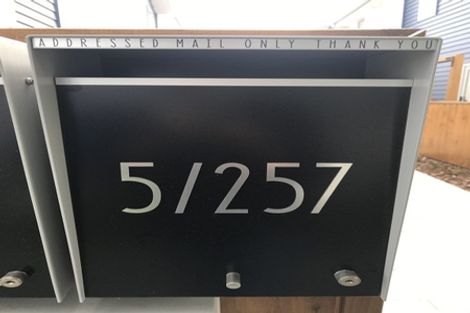 ADDRESSED MAIL ONLY THANK YOU
5/257